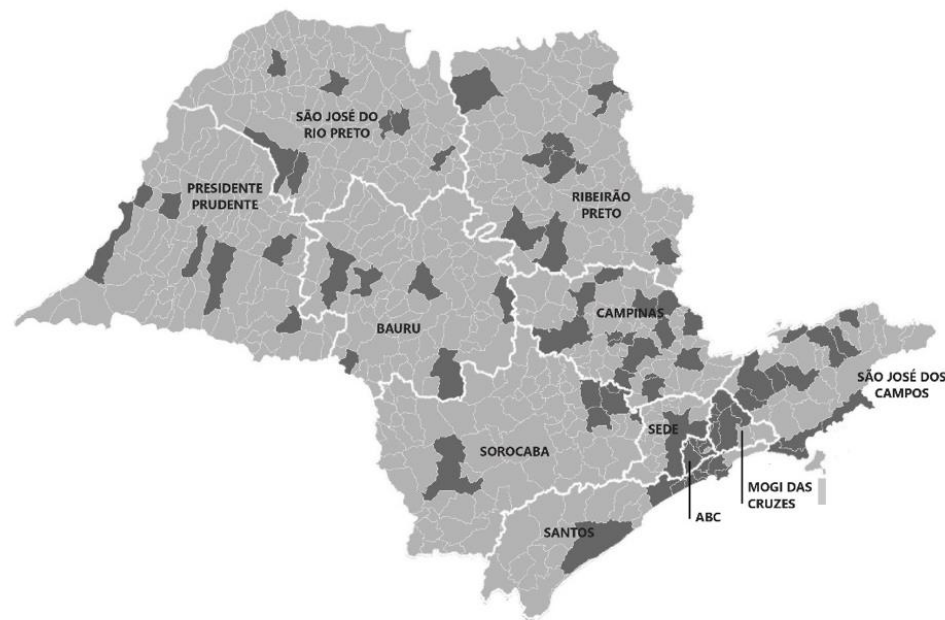 SÃO JOSÉ DO
RIO PRETO
PRESIDENTE
PRUDENTE
RIBEIRÃO
PRETO
BAURU
CAMPINAS
SÃO JOSÉ DOS
CAMPOS
SEDE
SOROCABA
MOGI DAS
CRUZES
ABC
SANTOS